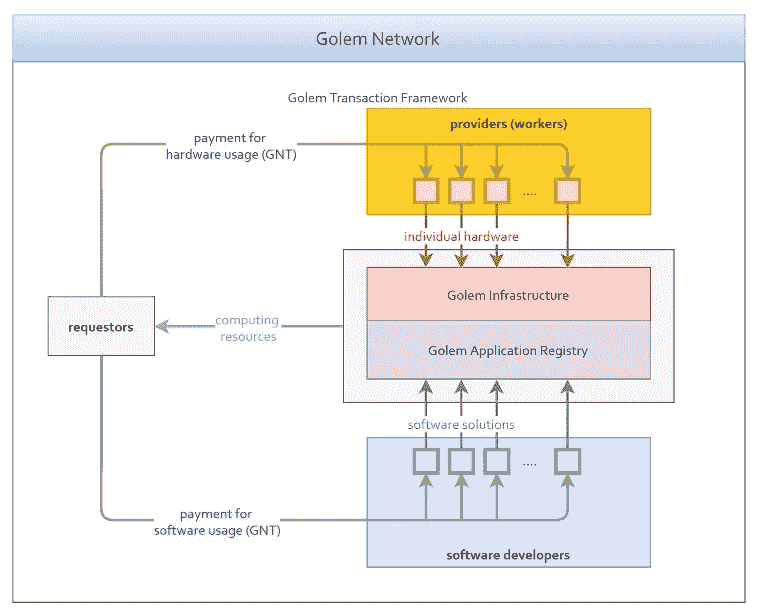 Golem Network
Golem Transaction Framework
payment for
hardware usage (GNT)
providers (workers)
....
individual hardware
Golem Infrastructure
requestors
computing
resources
Golem Application Registry
software solutions
....
payment for
software usage (GNT)
software developers